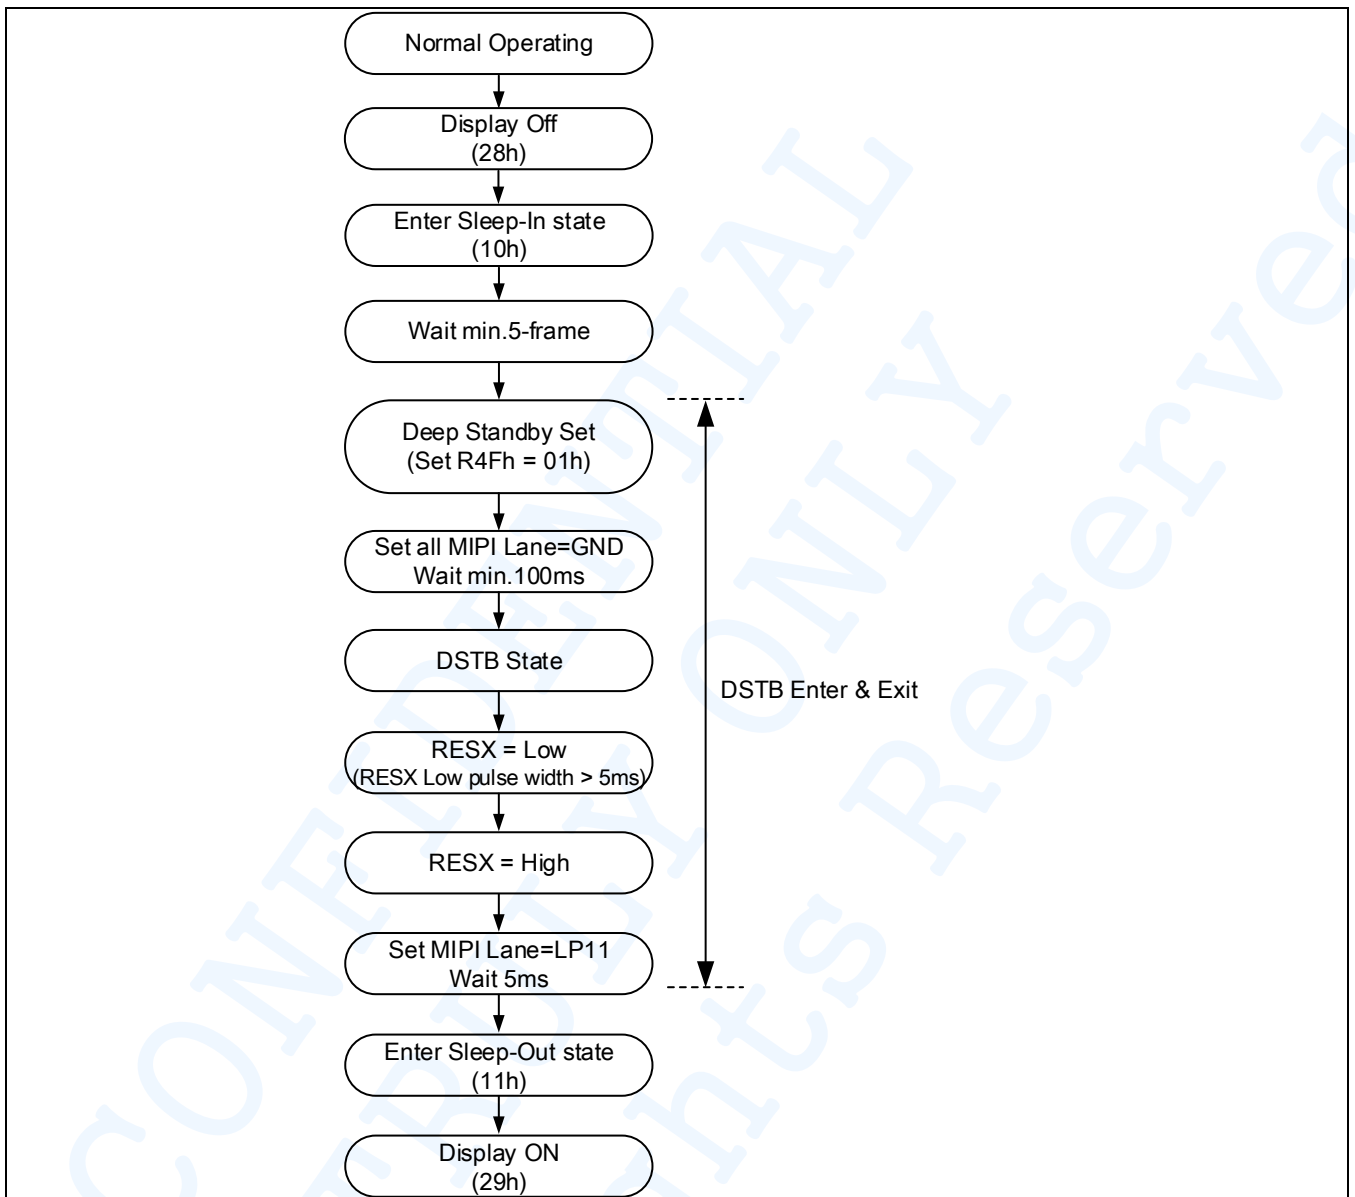 Normal Operating
Display Off
(28h)
Enter Sleep-In state
(10h)
Wait min.5-frame
Deep Standby Set
(Set R4Fh = 01h)
Set all MIPI Lane=GND
Wait min.100ms
DSTB State
DSTB Enter & Exit
RESX = Low
(RESX Low pulse width > 5ms)
RESX = High
Set MIPI Lane=LP11
Wait 5ms
Enter Sleep-Out state
(11h)
Display ON
(29h)
CONFIDENTIAL
ONLY